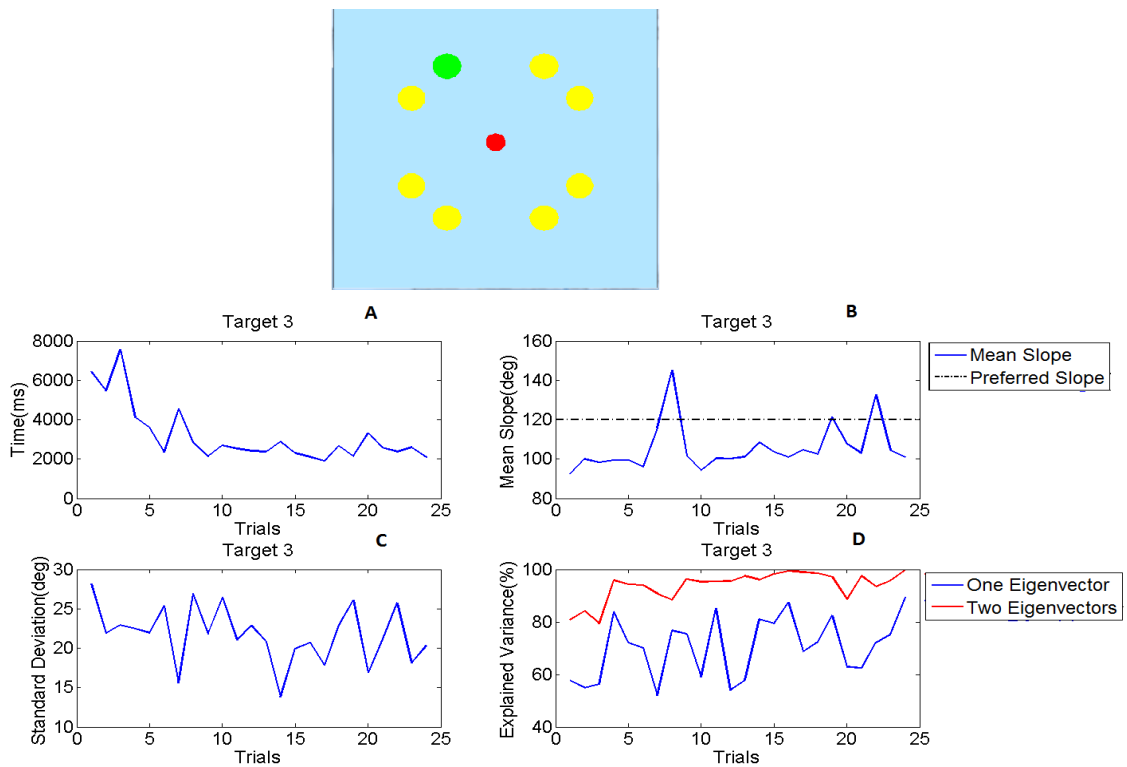 A
Target 3
8000
6000
4000
2000
0
Time(ms)
0 5 10 15 20 25
Trials
B
Target 3
160
140
120
100
80
Mean Slope(deg)
0 5 10 15 20 25
Trials
Mean Slope
Preferred Slope
C
Target 3
30
25
20
15
10
Standard Deviation(deg)
0 5 10 15 20 25
Trials
D
Target 3
100
80
60
40
Explained Variance(%)
0 5 10 15 20 25
Trials
One Eigenvector
Two Eigenvectors